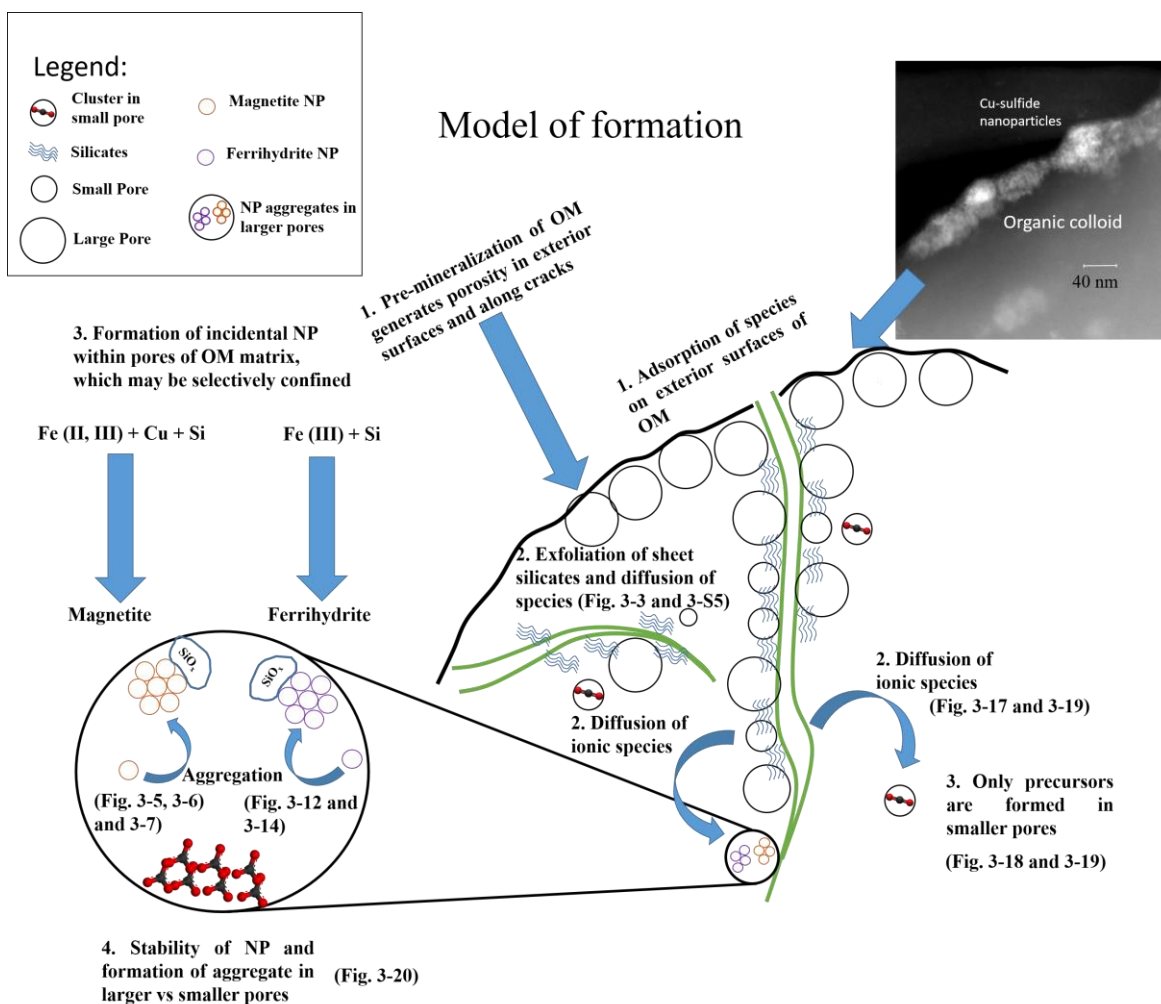 Legend:
Cluster in
small pore
Silicates
Small Pore
Large Pore
Magnetite NP
Ferrihydrite NP
NP aggregates in
larger pores
Model of formation
Cu-sulfide
nanoparticles
Organic colloid
40 nm
1. Pre-mineralization of OM
generates porosity in exterior
surfaces and along cracks
1. Adsorption of species
on exterior surfaces of
OM
3. Formation of incidental NP
within pores of OM matrix,
which may be selectively confined
Fe (II, III) + Cu + Si
Fe (III) + Si
Magnetite
Ferrihydrite
2. Exfoliation of sheet
silicates and diffusion of
species (Fig. 3-3 and 3-S5)
2. Diffusion of
ionic species
2. Diffusion of
ionic species
(Fig. 3-17 and 3-19)
3. Only precursors
are formed in
smaller pores
(Fig. 3-18 and 3-19)
SiOₓ
SiOₓ
Aggregation
(Fig. 3-5, 3-6)
and 3-7)
(Fig. 3-12 and
3-14)
4. Stability of NP and
formation of aggregate in
larger vs smaller pores
(Fig. 3-20)